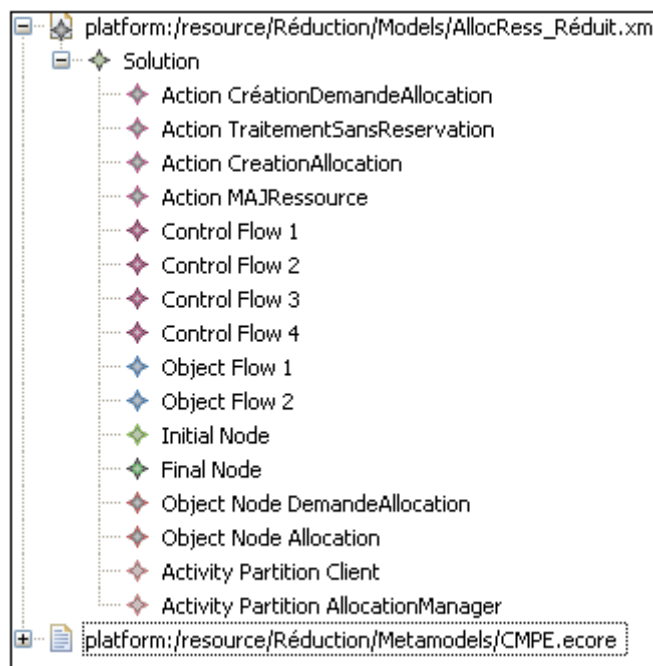 platform:/resource/Réduction/Models/AllocRess_Réduit.xm
Solution
Action CréationDemandeAllocation
Action TraitementSansReservation
Action CreationAllocation
Action MAJRessource
Control Flow 1
Control Flow 2
Control Flow 3
Control Flow 4
Object Flow 1
Object Flow 2
Initial Node
Final Node
Object Node DemandeAllocation
Object Node Allocation
Activity Partition Client
Activity Partition AllocationManager
platform:/resource/Réduction/Metamodels/CMPE.ecore